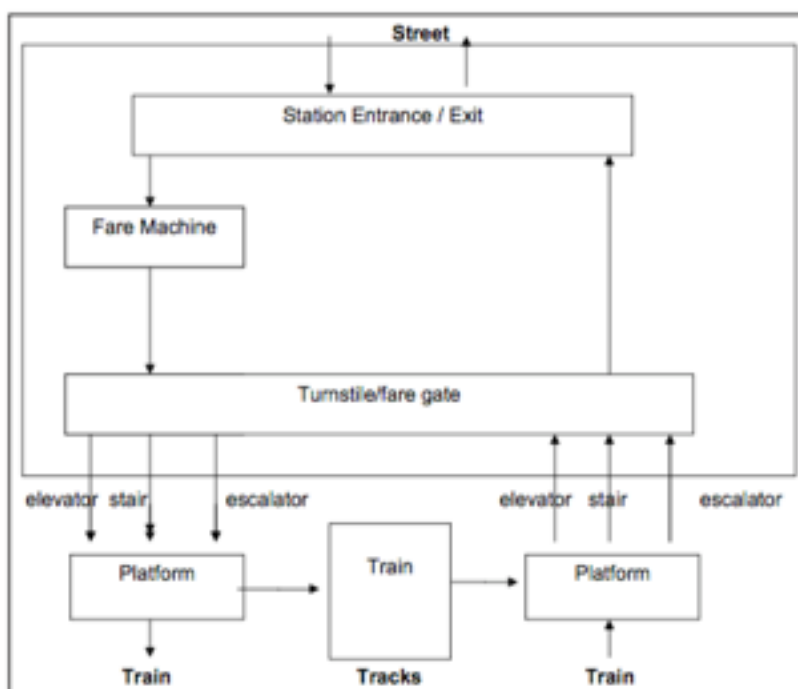 Street
Station Entrance / Exit
Fare Machine
Turnstile/fare gate
elevator stair escalator elevator stair escalator
Platform Train Platform
Train Tracks Train